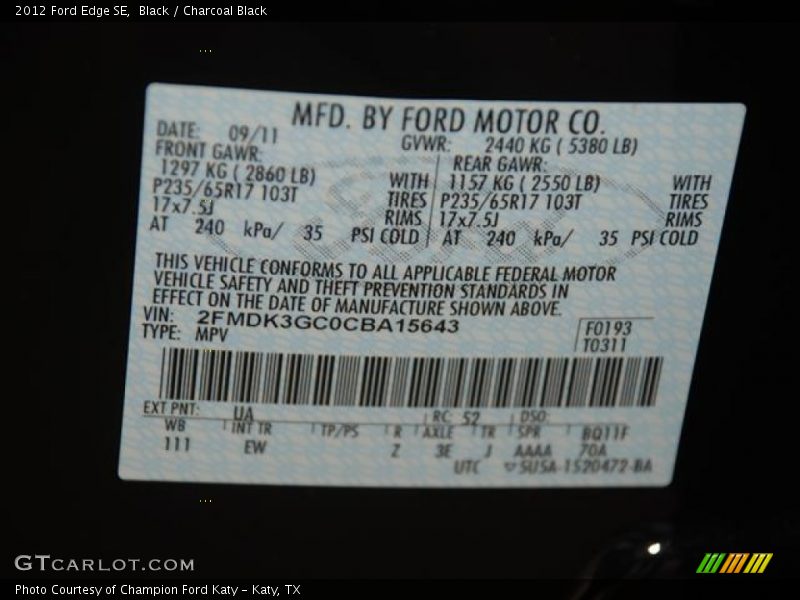 2012 Ford Edge SE,  Black / Charcoal Black
MFD. BY FORD MOTOR CO.
DATE: 09/11 GVWR: 2440 KG ( 5380 LB)
FRONT GAWR: REAR GAWR:
1297 KG ( 2860 LB) WITH 1157 KG ( 2550 LB) WITH
P235/65R17 103T TIRES P235/65R17 103T TIRES
17x7.5J RIMS 17x7.5J RIMS
AT 240 kPa/ 35 PSI COLD AT 240 kPa/ 35 PSI COLD
THIS VEHICLE CONFORMS TO ALL APPLICABLE FEDERAL MOTOR
VEHICLE SAFETY AND THEFT PREVENTION STANDARDS IN
EFFECT ON THE DATE OF MANUFACTURE SHOWN ABOVE.
VIN: 2FMDK3GC0CBA15643 F0193
TYPE: MPV T0311
EXT PNT: UA RC: 52 DSO:
WB INT TR TP/PS R AXLE TR SPR BQ11F
111 EW Z 3E J AAAA 70A
UTC 5U5A-1520472-BA
GTCARLOT.COM
Photo Courtesy of Champion Ford Katy – Katy, TX